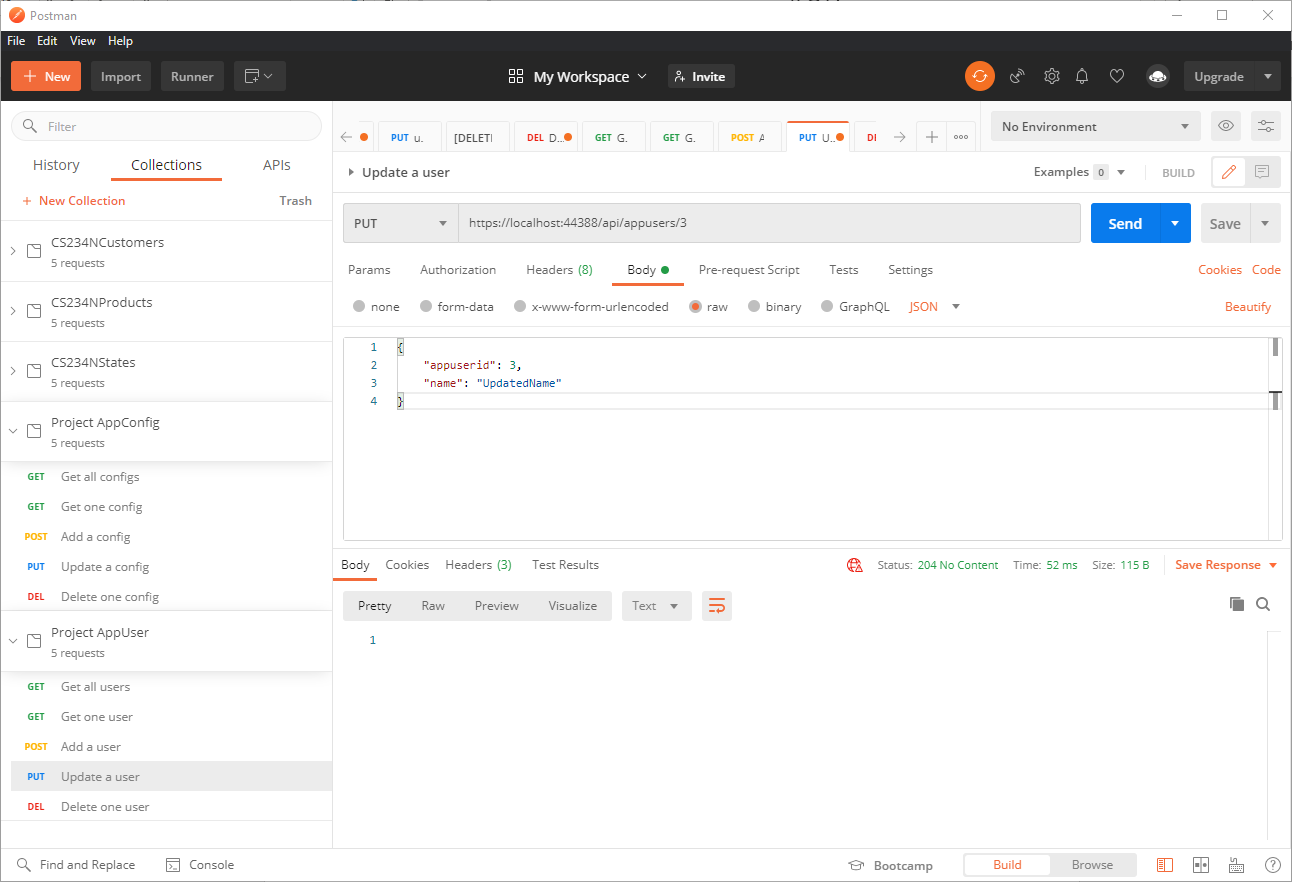 Postman
File Edit View Help
New Import Runner My Workspace Invite Upgrade
Filter
History Collections APIs
New Collection Trash
CS234NCustomers
5 requests
CS234NProducts
5 requests
CS234NStates
5 requests
Project AppConfig
5 requests
GET Get all configs
GET Get one config
POST Add a config
PUT Update a config
DEL Delete one config
Project AppUser
5 requests
GET Get all users
GET Get one user
POST Add a user
PUT Update a user
DEL Delete one user
PUT u. [DELETI DEL D... GET G. GET G. POST A PUT U.. DI No Environment
Update a user Examples 0 BUILD
PUT https://localhost:44388/api/appusers/3 Send Save
Params Authorization Headers (8) Body Pre-request Script Tests Settings Cookies Code
none form-data x-www-form-urlencoded raw binary GraphQL JSON Beautify
1 {
2 "appuserid": 3,
3 "name": "UpdatedName"
4 }
Body Cookies Headers (3) Test Results Status: 204 No Content Time: 52 ms Size: 115 B Save Response
Pretty Raw Preview Visualize Text
1
Find and Replace Console Bootcamp Build Browse